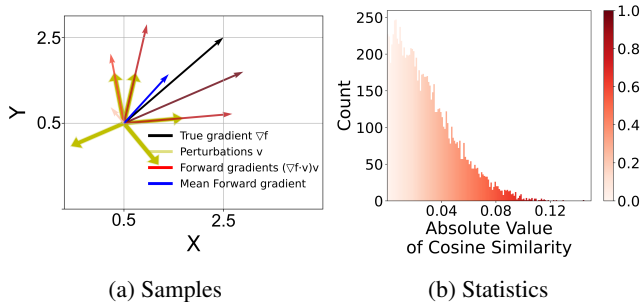 2.5
0.5
Y
0.5
2.5
X
True gradient ∇f
Perturbations v
Forward gradients (∇f·v)v
Mean Forward gradient
(a) Samples
250
200
150
100
50
0
Count
0.04
0.08
0.12
Absolute Value
of Cosine Similarity
1.0
0.8
0.6
0.4
0.2
0.0
(b) Statistics